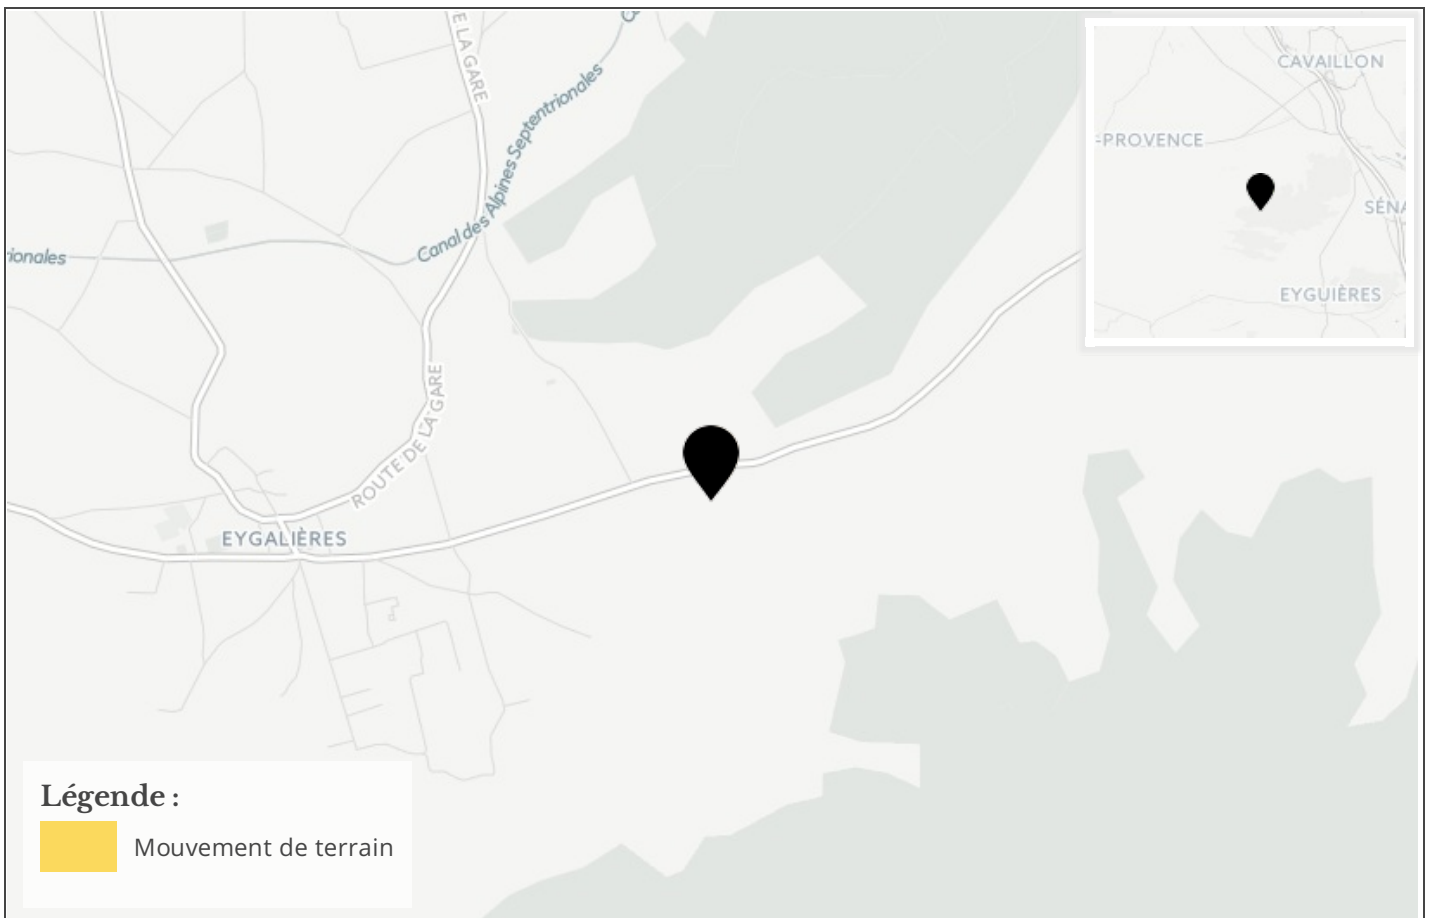 E LA GARE
Canal des Alpines Septentrionales
ionales
ROUTE DE LA GARE
EYGALIÈRES
CAVAILLON
-PROVENCE
SÉNA
EYGUIÈRES
Légende :
Mouvement de terrain